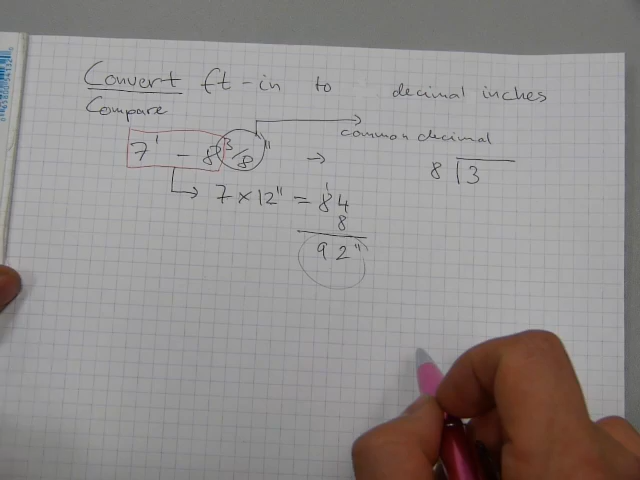 Convert ft-in to decimal inches
Compare
common decimal
7' - 8 3/8" →
8 ⟌3
7 × 12" = 84
1
8
92"